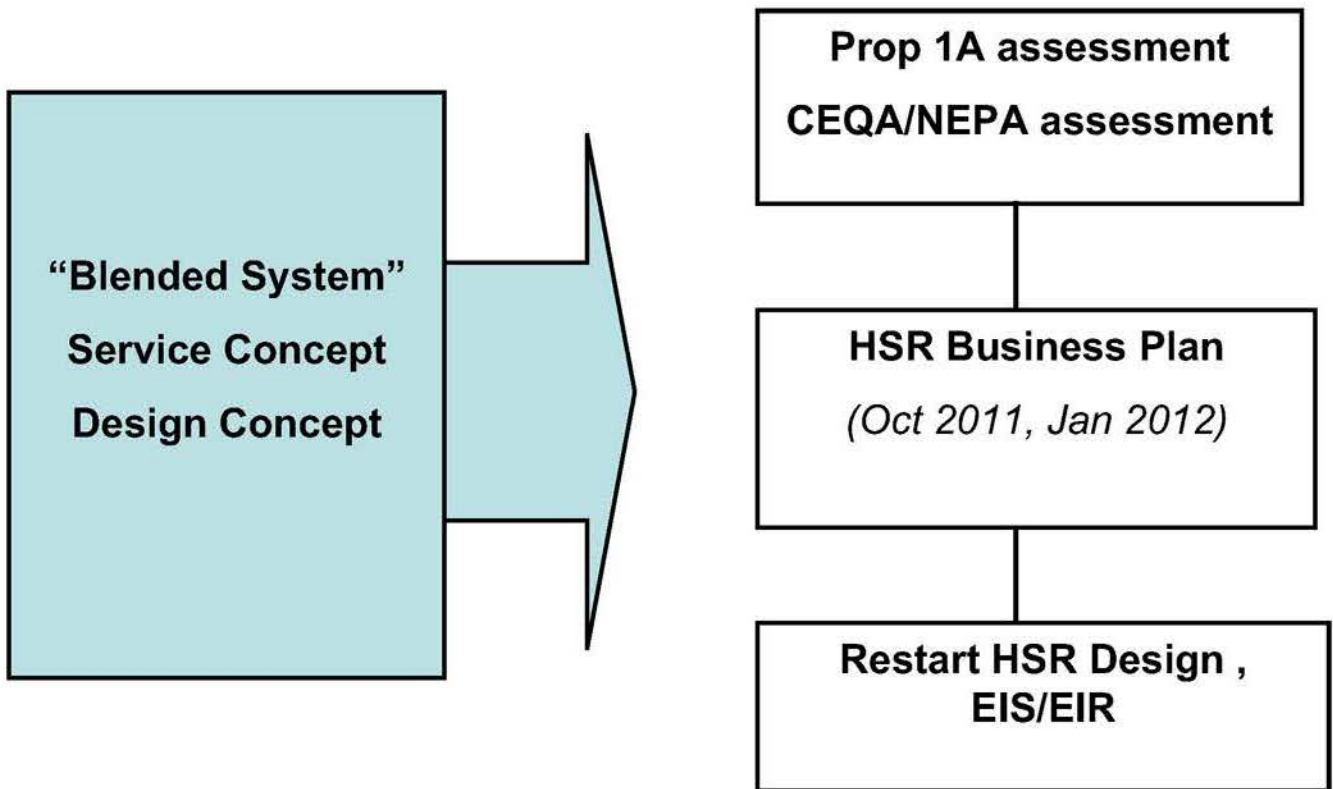 “Blended System”
Service Concept
Design Concept
Prop 1A assessment
CEQA/NEPA assessment
HSR Business Plan
(Oct 2011, Jan 2012)
Restart HSR Design ,
EIS/EIR